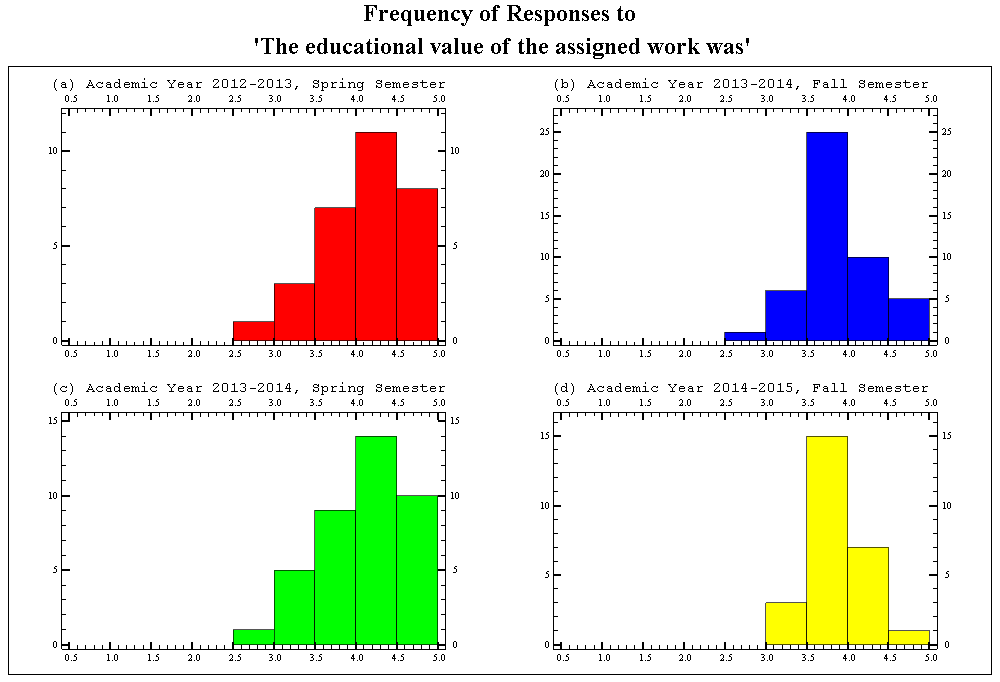 Frequency of Responses to
'The educational value of the assigned work was'
(a) Academic Year 2012-2013, Spring Semester
0.5 1.0 1.5 2.0 2.5 3.0 3.5 4.0 4.5 5.0
10 10
5 5
0 0
0.5 1.0 1.5 2.0 2.5 3.0 3.5 4.0 4.5 5.0
(b) Academic Year 2013-2014, Fall Semester
0.5 1.0 1.5 2.0 2.5 3.0 3.5 4.0 4.5 5.0
25 25
20 20
15 15
10 10
5 5
0 0
0.5 1.0 1.5 2.0 2.5 3.0 3.5 4.0 4.5 5.0
(c) Academic Year 2013-2014, Spring Semester
0.5 1.0 1.5 2.0 2.5 3.0 3.5 4.0 4.5 5.0
15 15
10 10
5 5
0 0
0.5 1.0 1.5 2.0 2.5 3.0 3.5 4.0 4.5 5.0
(d) Academic Year 2014-2015, Fall Semester
0.5 1.0 1.5 2.0 2.5 3.0 3.5 4.0 4.5 5.0
15 15
10 10
5 5
0 0
0.5 1.0 1.5 2.0 2.5 3.0 3.5 4.0 4.5 5.0